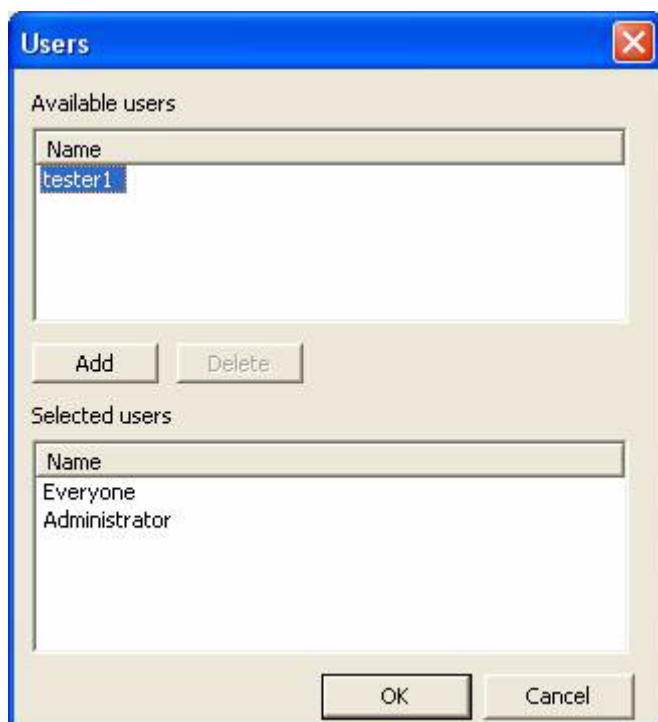 Users
Available users
Name
tester1
Add Delete
Selected users
Name
Everyone
Administrator
OK Cancel